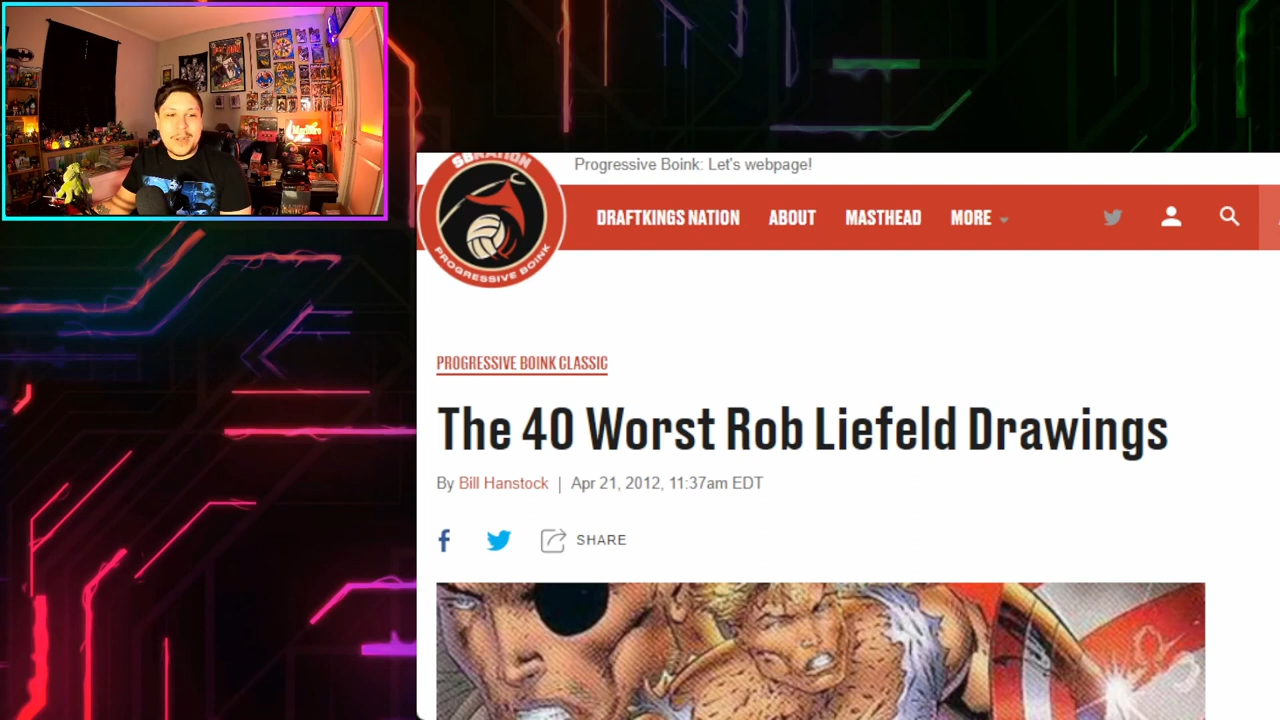 Progressive Boink: Let's webpage!
SBNATION
PROGRESSIVE BOINK
DRAFTKINGS NATION
ABOUT
MASTHEAD
MORE
PROGRESSIVE BOINK CLASSIC
The 40 Worst Rob Liefeld Drawings
By Bill Hanstock | Apr 21, 2012, 11:37am EDT
SHARE